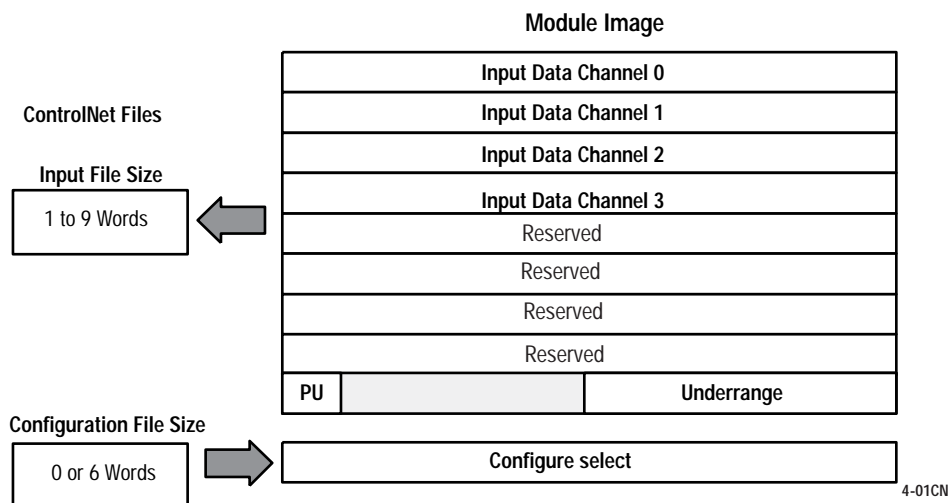 Module Image
Input Data Channel 0
ControlNet Files
Input Data Channel 1
Input Data Channel 2
Input File Size
1 to 9 Words
Input Data Channel 3
Reserved
Reserved
Reserved
Reserved
PU
Underrange
Configuration File Size
0 or 6 Words
Configure select
4-01CN